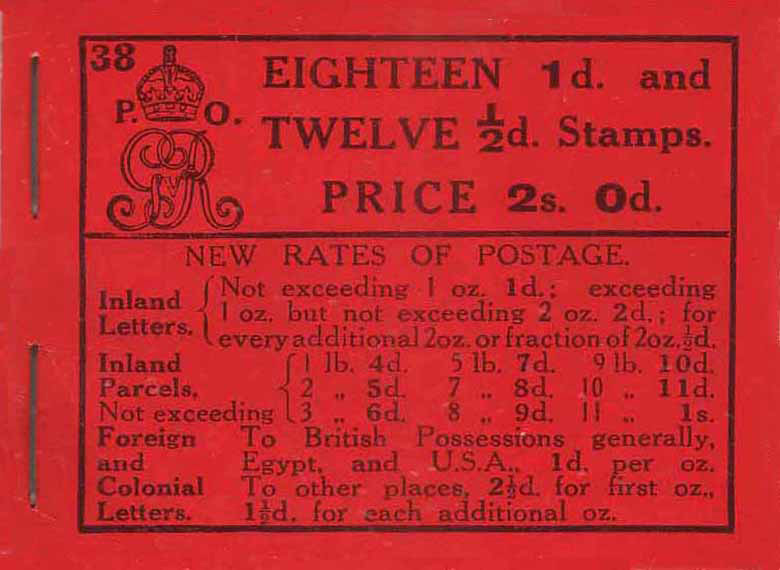 38
P. O.
GVR
EIGHTEEN 1d. and
TWELVE ½d. Stamps.
PRICE 2s. 0d.
NEW RATES OF POSTAGE.
Inland Letters. { Not exceeding 1 oz. 1d.; exceeding
1 oz. but not exceeding 2 oz. 2d.; for
every additional 2oz. or fraction of 2oz. ½d.
Inland { 1 lb. 4d. 5 lb. 7d. 9 lb. 10d.
Parcels, 2 „ 5d. 7 „ 8d. 10 „ 11d.
Not exceeding 3 „ 6d. 8 „ 9d. 11 „ 1s.
Foreign To British Possessions generally,
and Egypt, and U.S.A., 1d. per oz.
Colonial To other places, 2½d. for first oz.,
Letters. 1½d. for each additional oz.